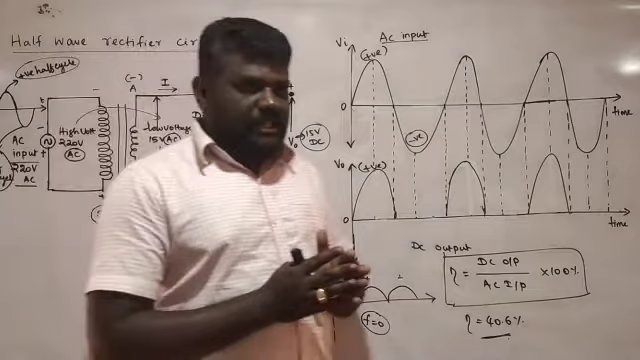 Half wave rectifier cir
+ve half cycle
(-)
A
I
High Volt
220V
AC
Low Voltage
15V (AC)
AC
input
220V
AC
15V
DC
Vo
Vi
AC input
(+ve)
0
time
-ve
Vo
(+ve)
0
time
DC output
η = DC O/P
AC I/P
×100%
η = 40.6%
f=0